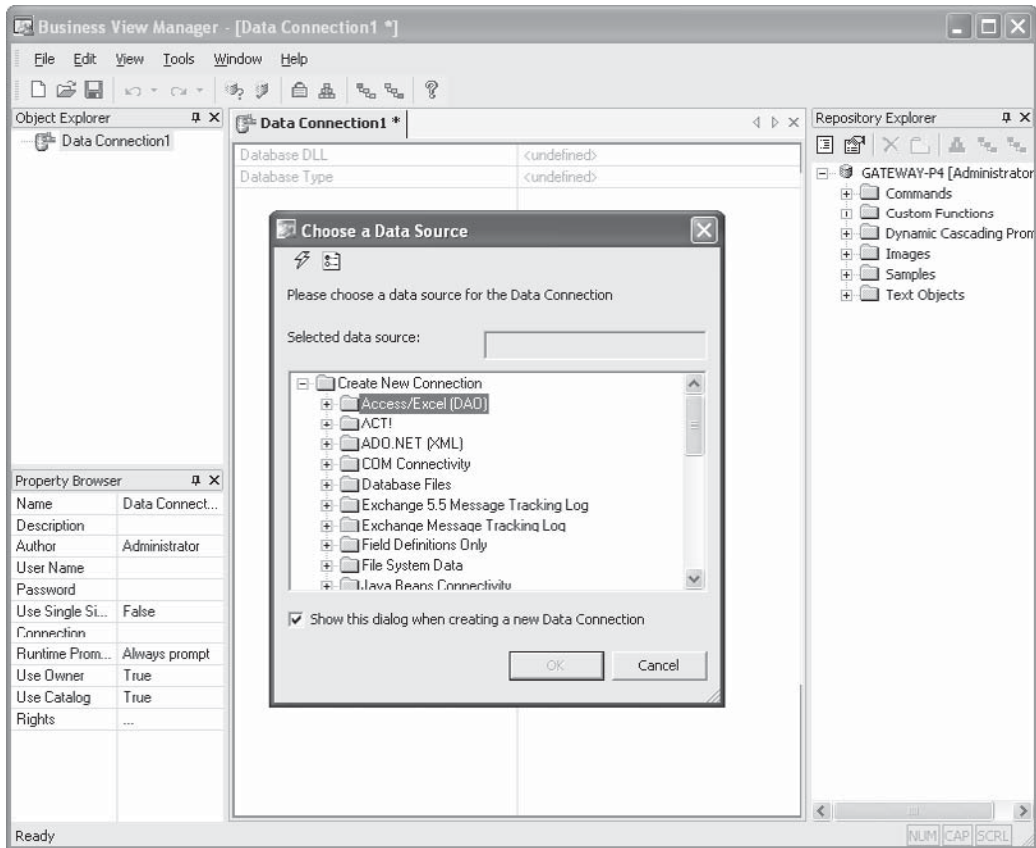 Business View Manager - [Data Connection1 *]
File Edit View Tools Window Help
Object Explorer
Data Connection1
Data Connection1 *
Database DLL <undefined>
Database Type <undefined>
Repository Explorer
GATEWAY-P4 [Administrator
Commands
Custom Functions
Dynamic Cascading Prom
Images
Samples
Text Objects
Choose a Data Source
Please choose a data source for the Data Connection
Selected data source:
Create New Connection
Access/Excel (DAO)
ACT!
ADO.NET (XML)
COM Connectivity
Database Files
Exchange 5.5 Message Tracking Log
Exchange Message Tracking Log
Field Definitions Only
File System Data
Java Beans Connectivity
Show this dialog when creating a new Data Connection
OK Cancel
Property Browser
Name Data Connect...
Description
Author Administrator
User Name
Password
Use Single Si... False
Connection
Runtime Prom... Always prompt
Use Owner True
Use Catalog True
Rights ...
Ready
NUM CAP SCRL